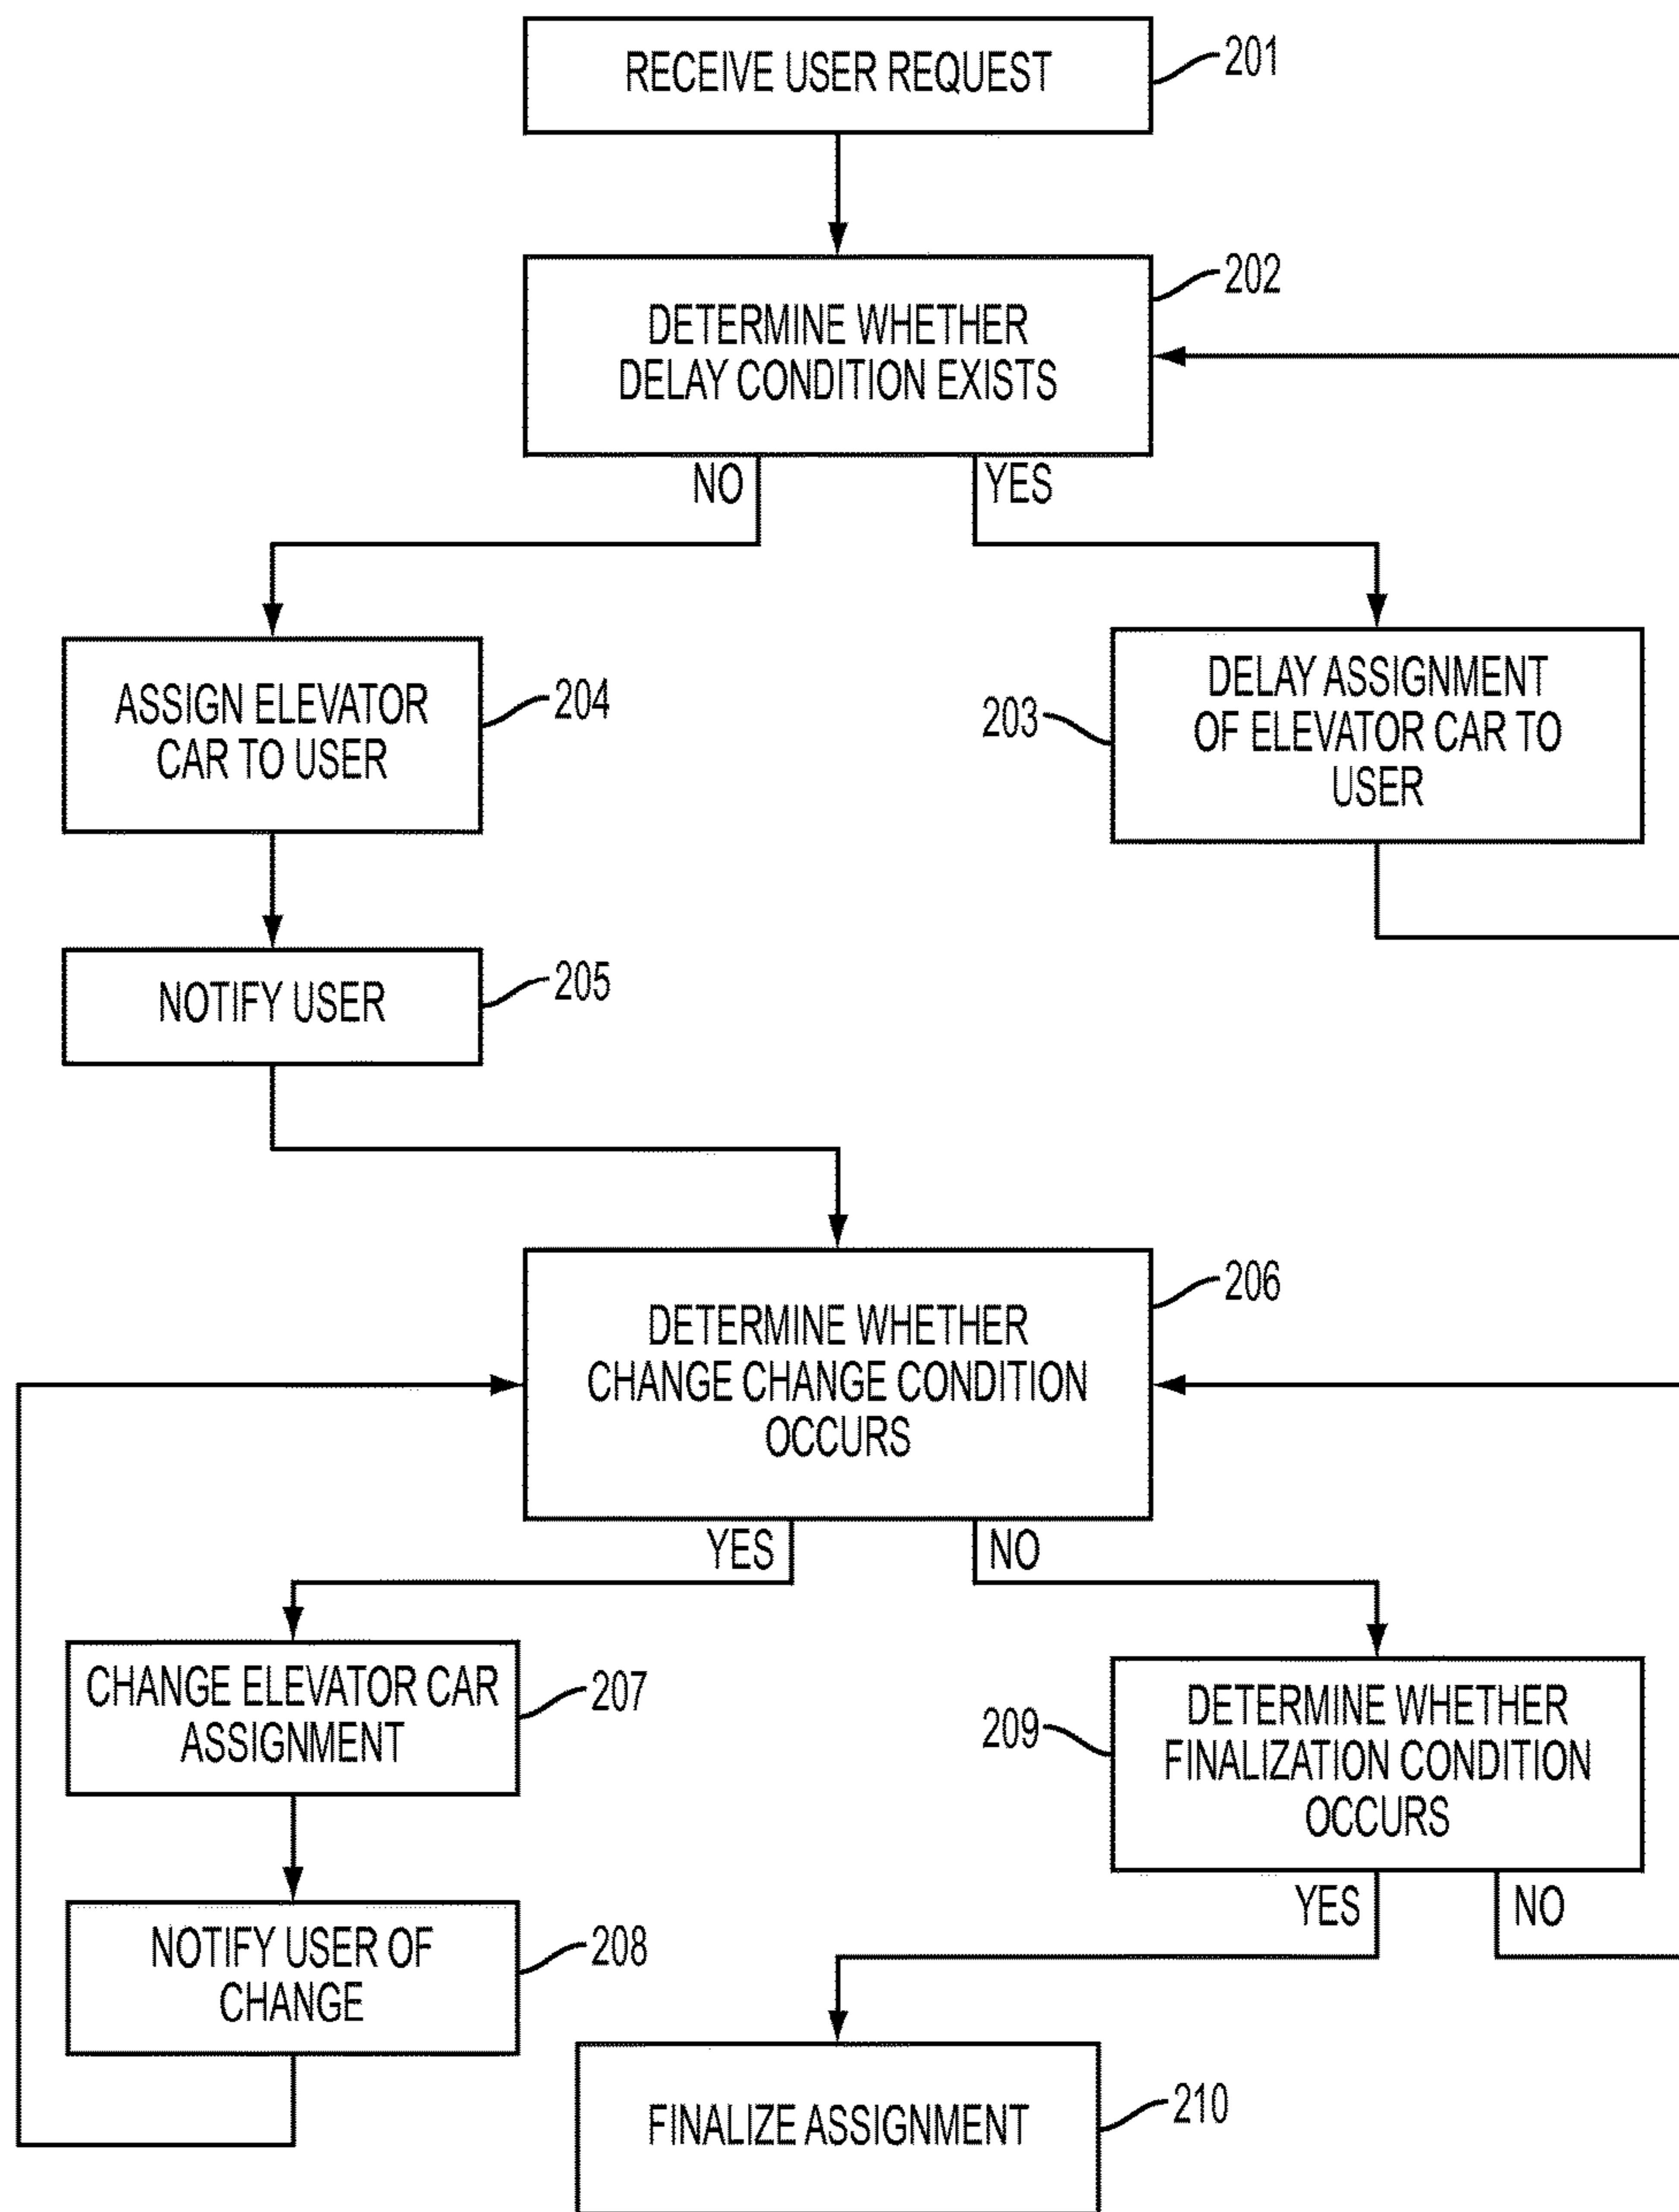 RECEIVE USER REQUEST
201
DETERMINE WHETHER
DELAY CONDITION EXISTS
202
NO
YES
ASSIGN ELEVATOR
CAR TO USER
204
203
DELAY ASSIGNMENT
OF ELEVATOR CAR TO
USER
NOTIFY USER
205
DETERMINE WHETHER
CHANGE CHANGE CONDITION
OCCURS
206
YES
NO
CHANGE ELEVATOR CAR
ASSIGNMENT
207
209
DETERMINE WHETHER
FINALIZATION CONDITION
OCCURS
YES
NO
NOTIFY USER OF
CHANGE
208
FINALIZE ASSIGNMENT
210